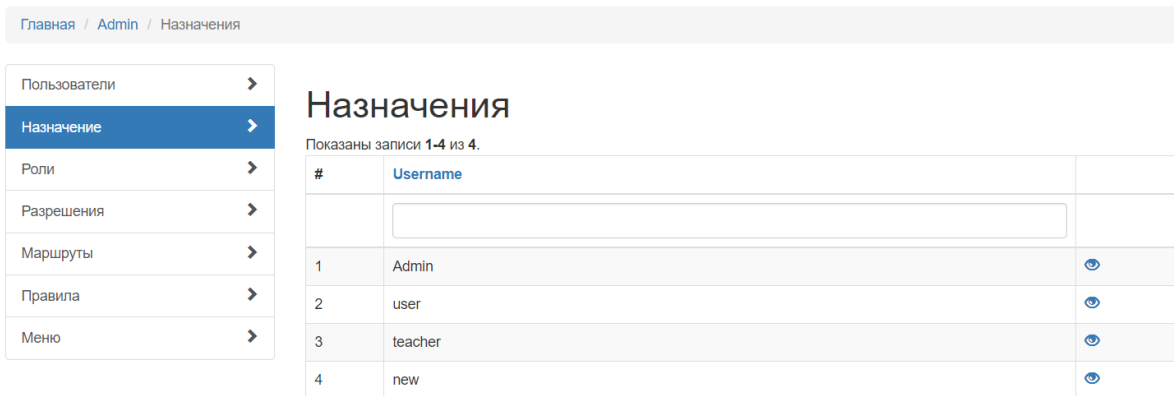 Главная / Admin / Назначения
Пользователи
Назначение
Роли
Разрешения
Маршруты
Правила
Меню
Назначения
Показаны записи 1-4 из 4.
# Username
1 Admin
2 user
3 teacher
4 new